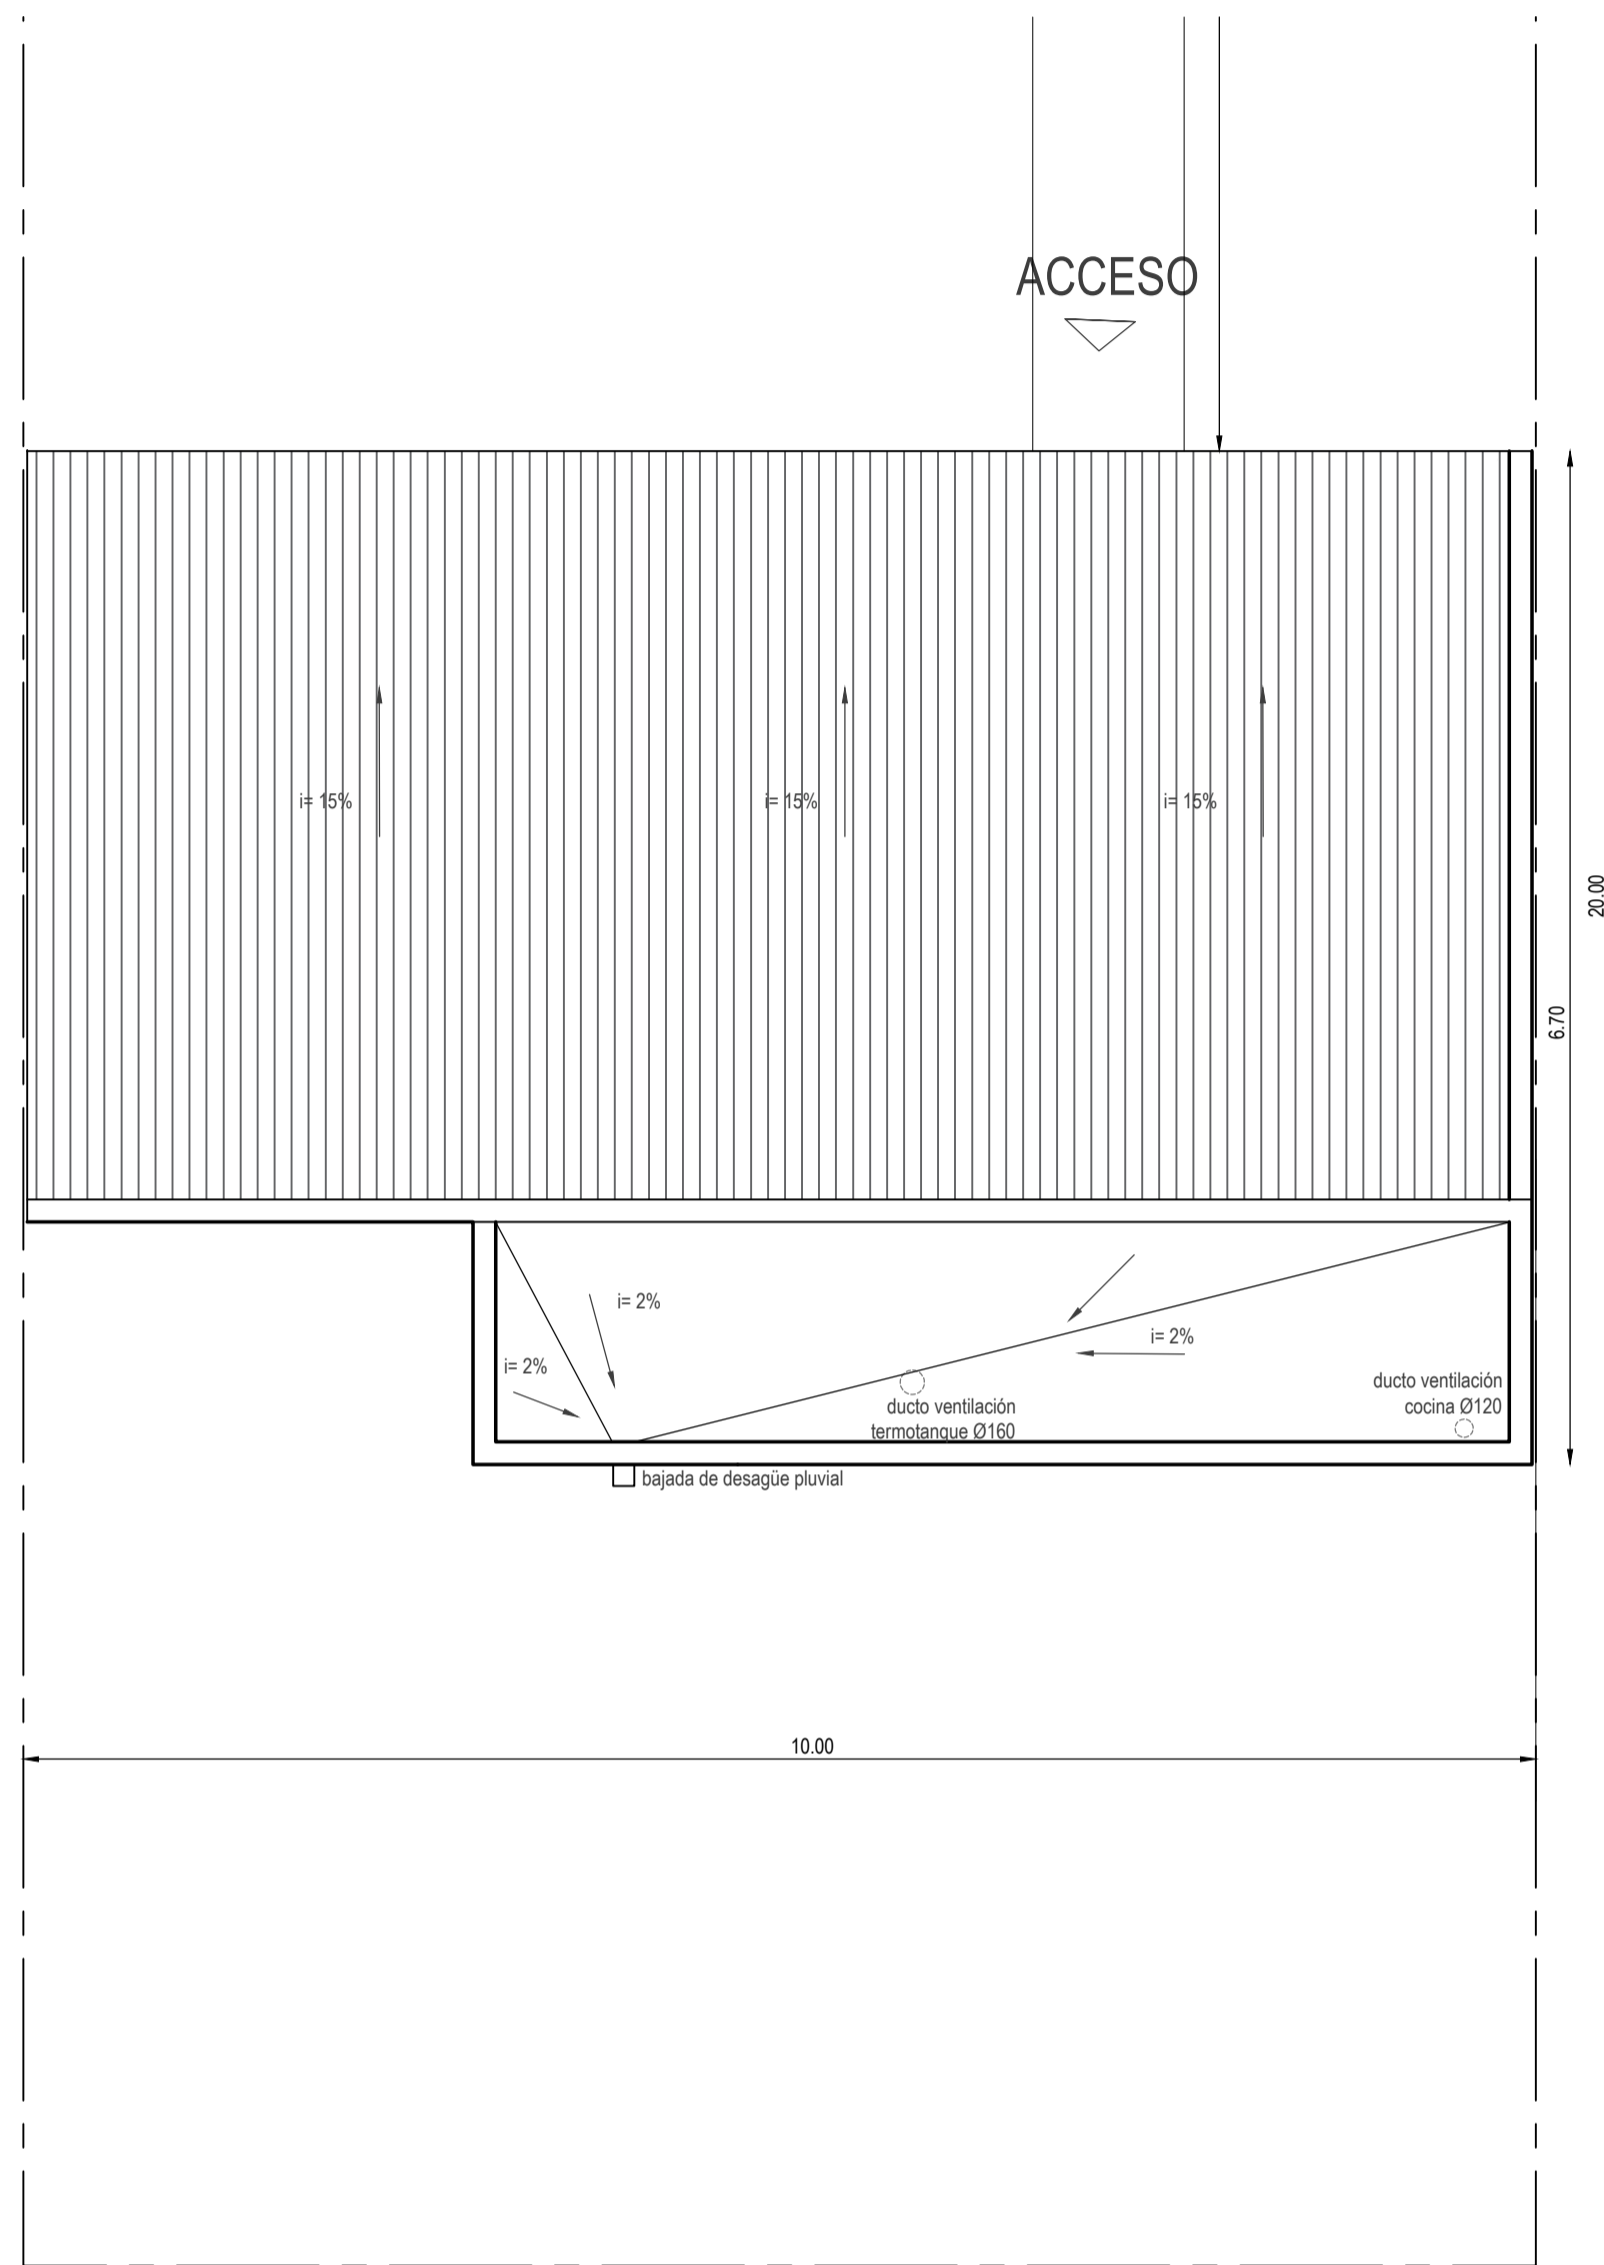 ACCESO
i= 15%
i= 15%
i= 15%
20.00
6.70
i= 2%
i= 2%
i= 2%
ducto ventilación
termotanque Ø160
ducto ventilación
cocina Ø120
bajada de desagüe pluvial
10.00